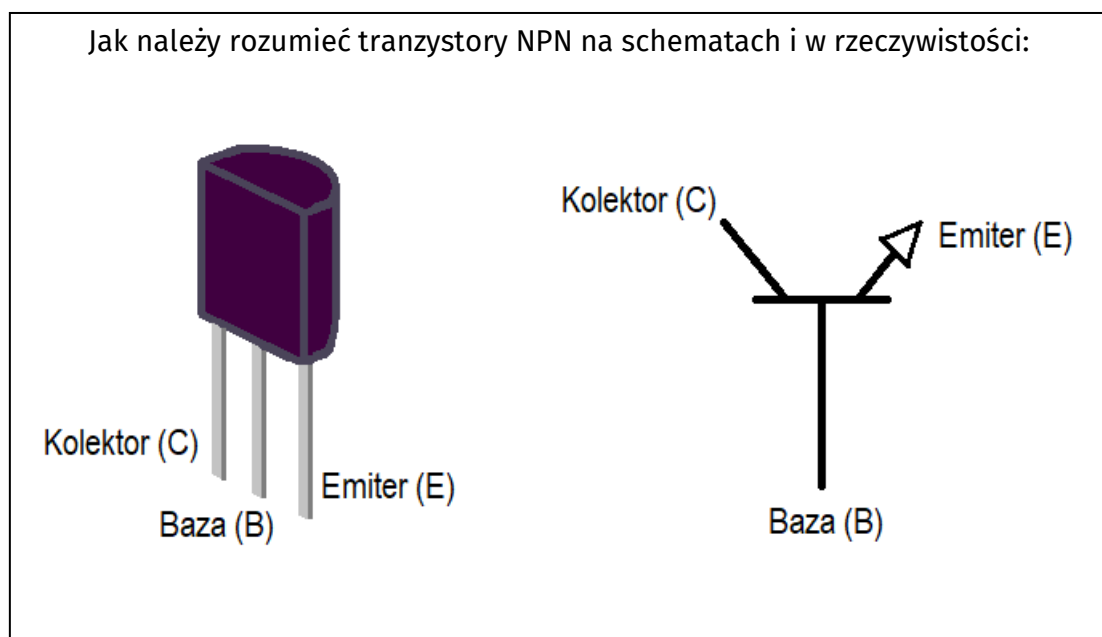 Jak należy rozumieć tranzystory NPN na schematach i w rzeczywistości:
Kolektor (C)
Baza (B)
Emiter (E)
Kolektor (C)
Emiter (E)
Baza (B)